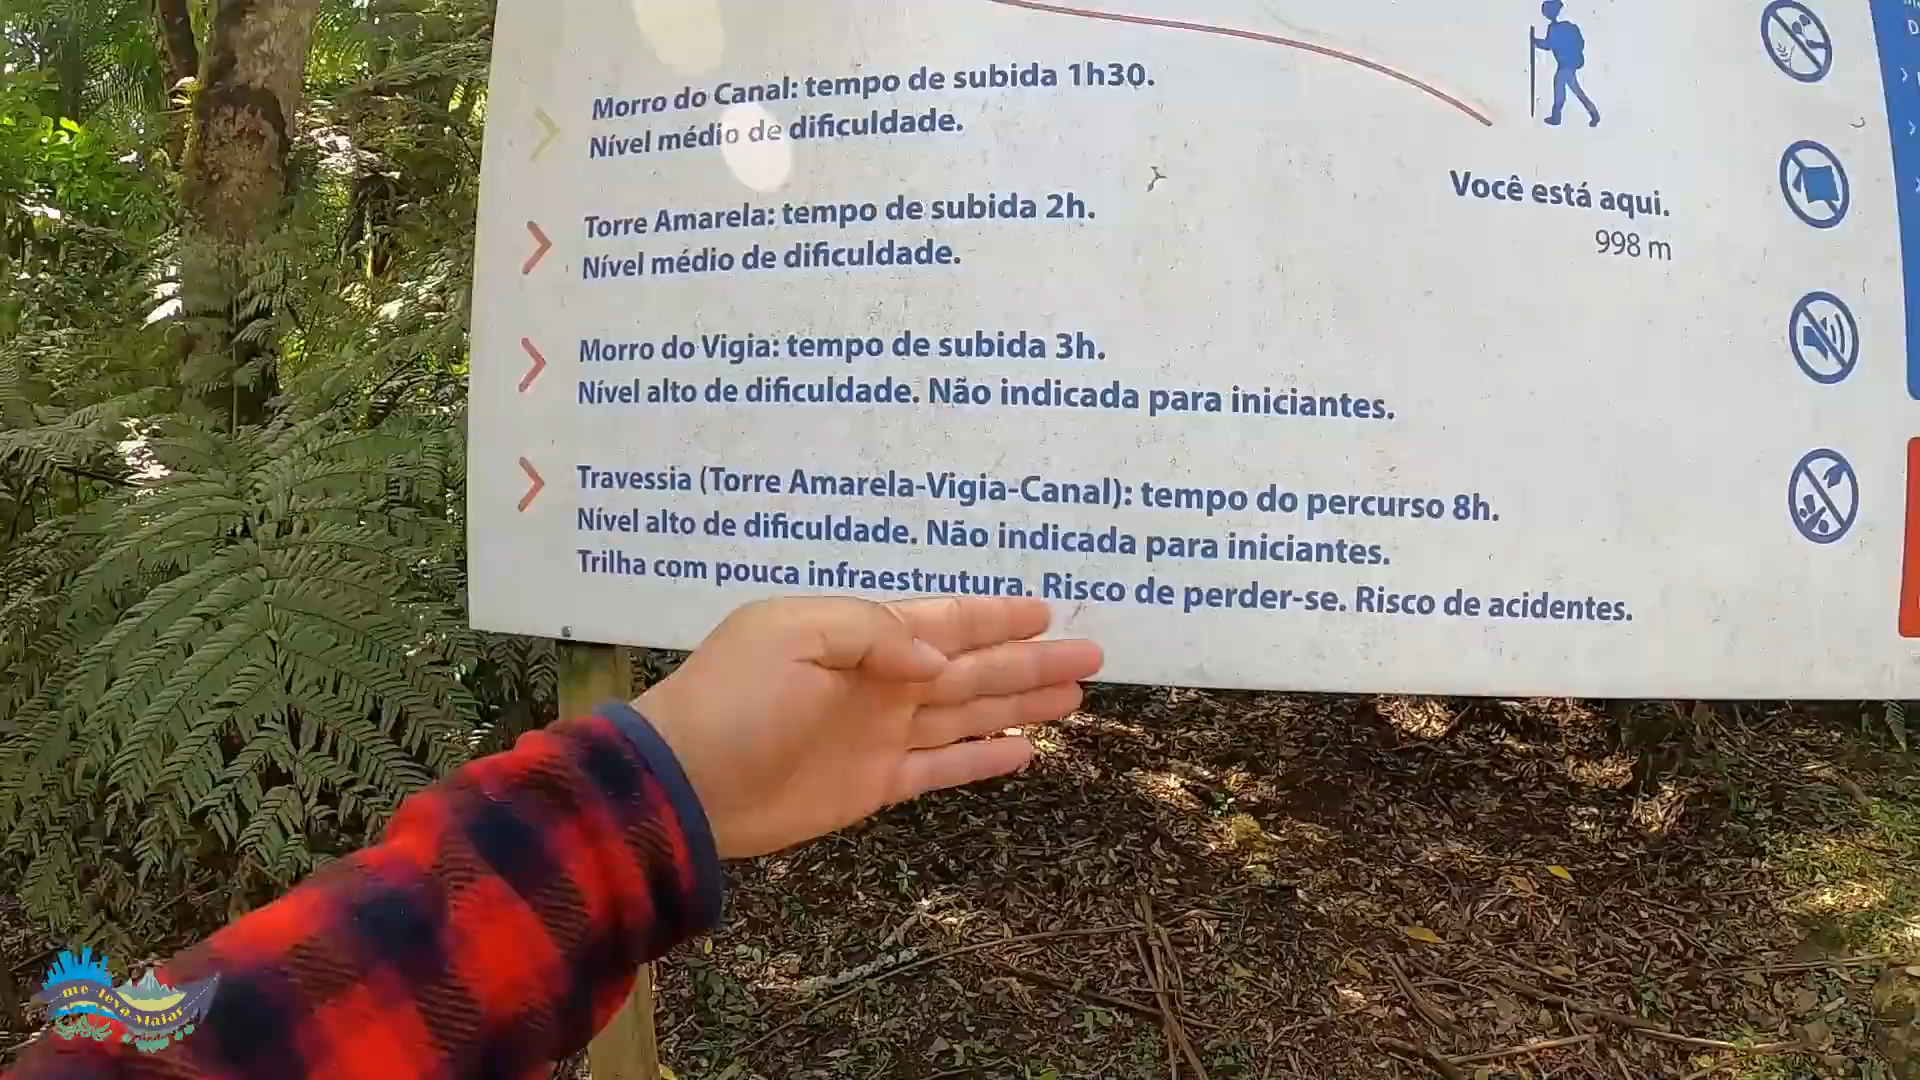 Morro do Canal: tempo de subida 1h30.
Nível médio de dificuldade.
Torre Amarela: tempo de subida 2h.
Nível médio de dificuldade.
Morro do Vigia: tempo de subida 3h.
Nível alto de dificuldade. Não indicada para iniciantes.
Travessia (Torre Amarela-Vigia-Canal): tempo do percurso 8h.
Nível alto de dificuldade. Não indicada para iniciantes.
Trilha com pouca infraestrutura. Risco de perder-se. Risco de acidentes.
Você está aqui.
998 m
me leva viajar